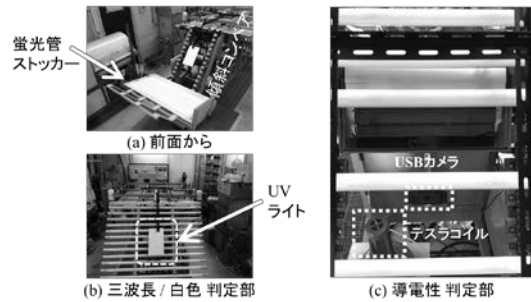 蛍光管
ストッカー
傾斜コンベア
(a) 前面から
UV
ライト
(b) 三波長 / 白色 判定部
USBカメラ
テスラコイル
(c) 導電性 判定部